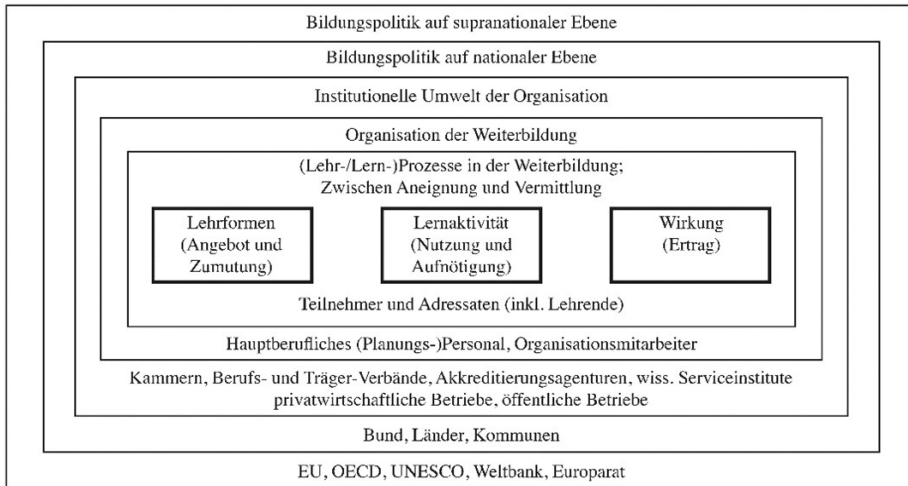 Bildungspolitik auf supranationaler Ebene
Bildungspolitik auf nationaler Ebene
Institutionelle Umwelt der Organisation
Organisation der Weiterbildung
(Lehr-/Lern-)Prozesse in der Weiterbildung;
Zwischen Aneignung und Vermittlung
Lehrformen
(Angebot und
Zumutung)
Lernaktivität
(Nutzung und
Aufnötigung)
Wirkung
(Ertrag)
Teilnehmer und Adressaten (inkl. Lehrende)
Hauptberufliches (Planungs-)Personal, Organisationsmitarbeiter
Kammern, Berufs- und Träger-Verbände, Akkreditierungsagenturen, wiss. Serviceinstitute
privatwirtschaftliche Betriebe, öffentliche Betriebe
Bund, Länder, Kommunen
EU, OECD, UNESCO, Weltbank, Europarat